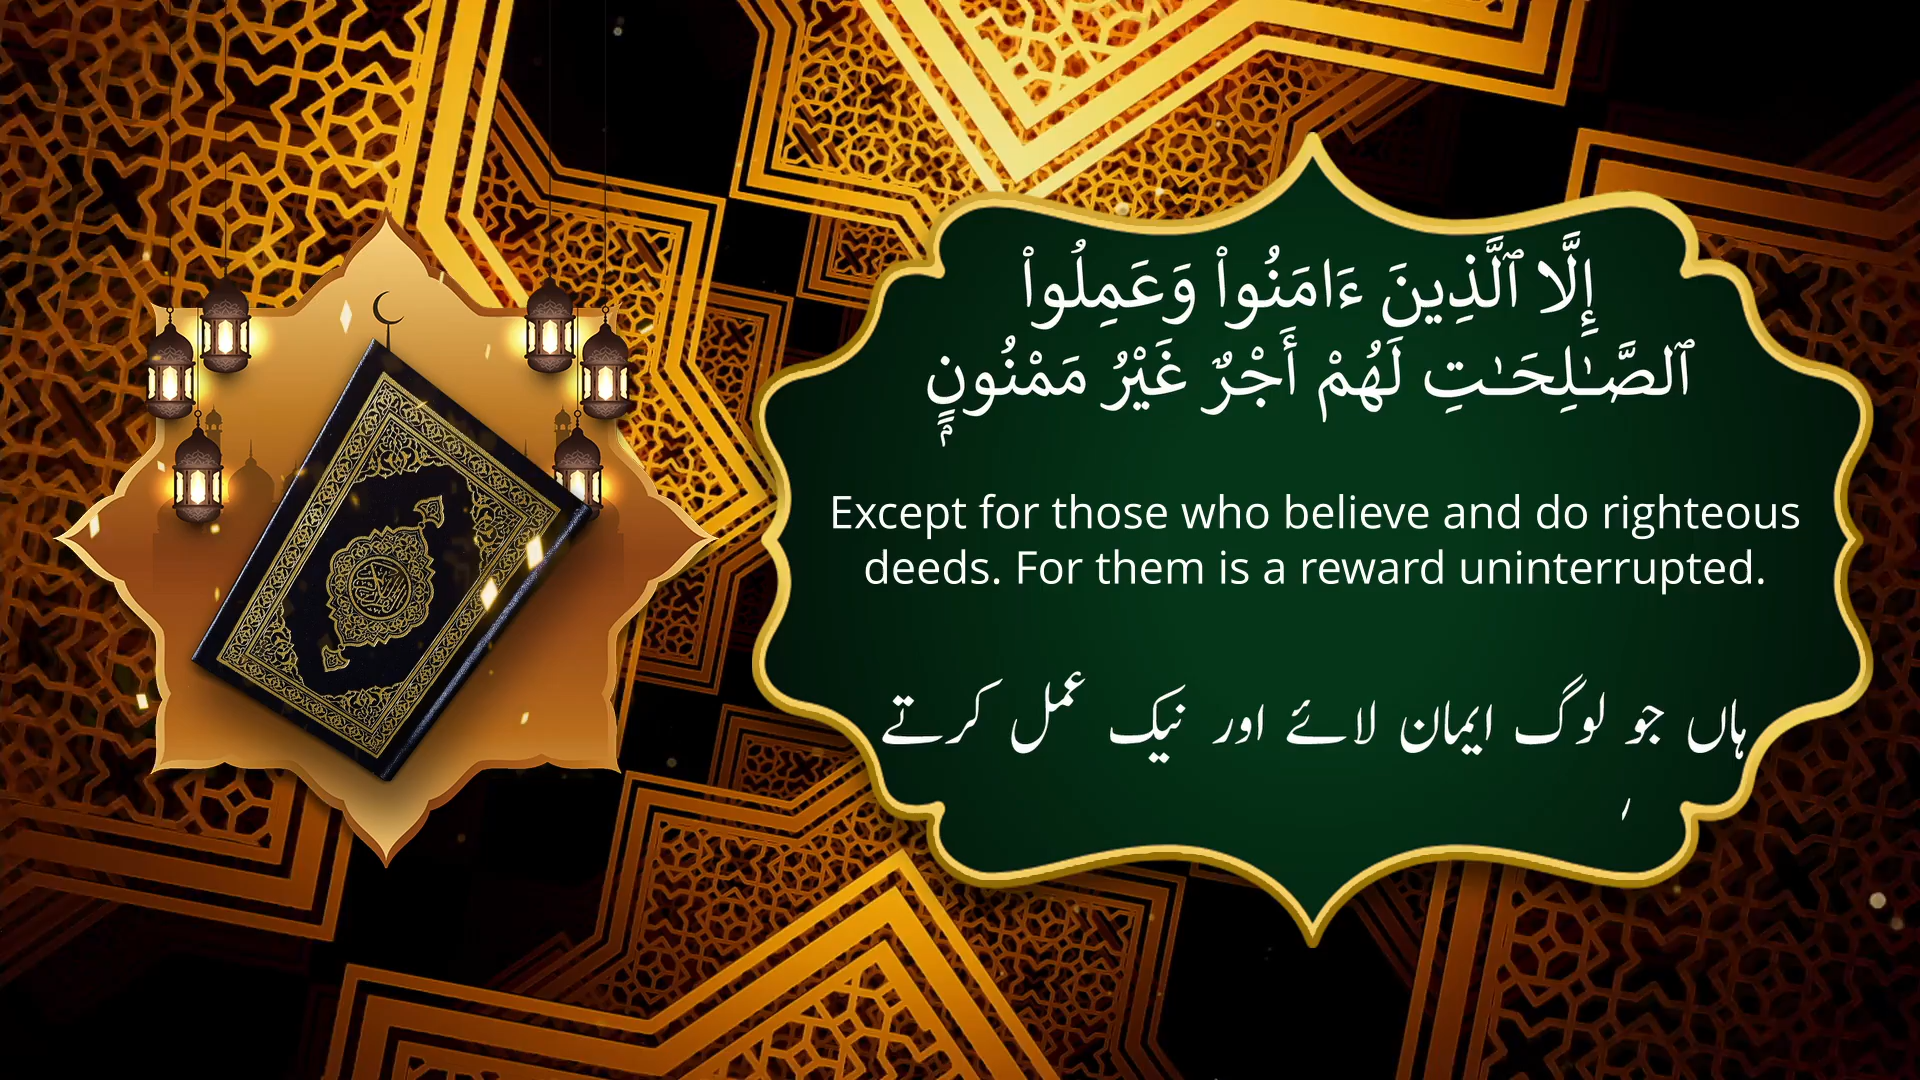 إِلَّا ٱلَّذِينَ ءَامَنُوا۟ وَعَمِلُوا۟
ٱلصَّـٰلِحَـٰتِ لَهُمْ أَجْرٌ غَيْرُ مَمْنُونٍۭ
Except for those who believe and do righteous
deeds. For them is a reward uninterrupted.
ہاں جو لوگ ایمان لائے اور نیک عمل کرتے